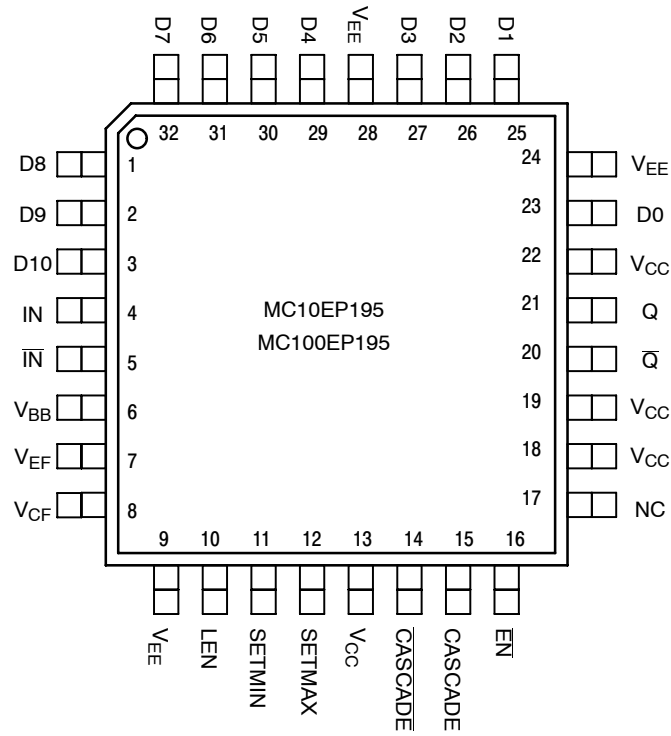 D7 D6 D5 D4 VEE D3 D2 D1
32 31 30 29 28 27 26 25
D8 1 24 VEE
D9 2 23 D0
D10 3 22 VCC
IN 4 MC10EP195 21 Q
MC100EP195
I̅N̅ 5 20 Q̅
VBB 6 19 VCC
VEF 7 18 VCC
VCF 8 17 NC
9 10 11 12 13 14 15 16
VEE LEN SETMIN SETMAX VCC C̅A̅S̅C̅A̅D̅E̅ CASCADE E̅N̅